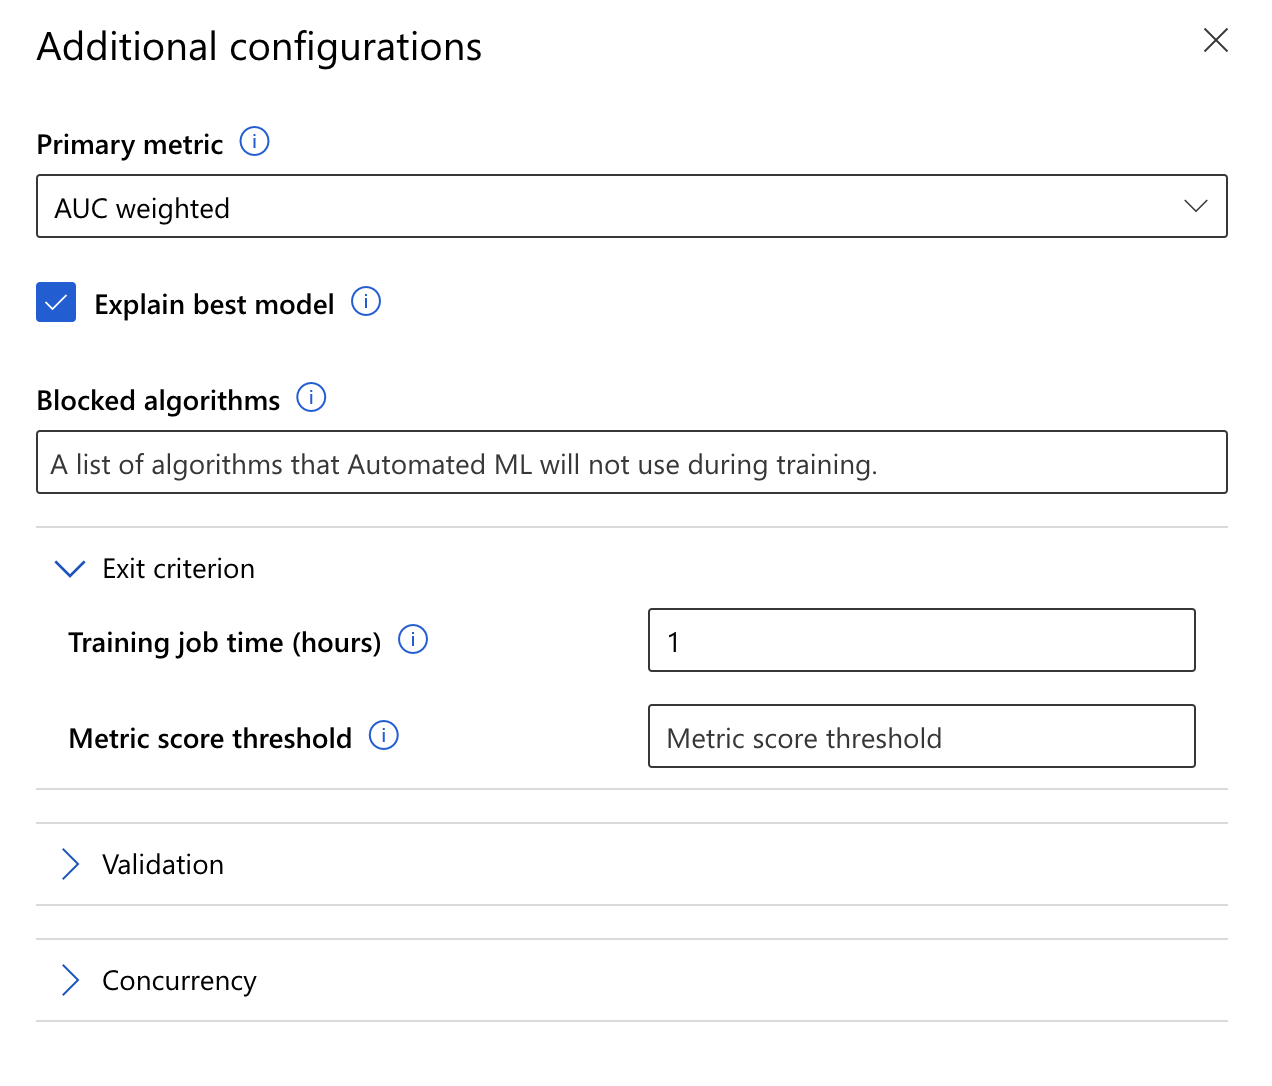 Additional configurations
Primary metric
AUC weighted
Explain best model
Blocked algorithms
A list of algorithms that Automated ML will not use during training.
Exit criterion
Training job time (hours)
1
Metric score threshold
Metric score threshold
Validation
Concurrency